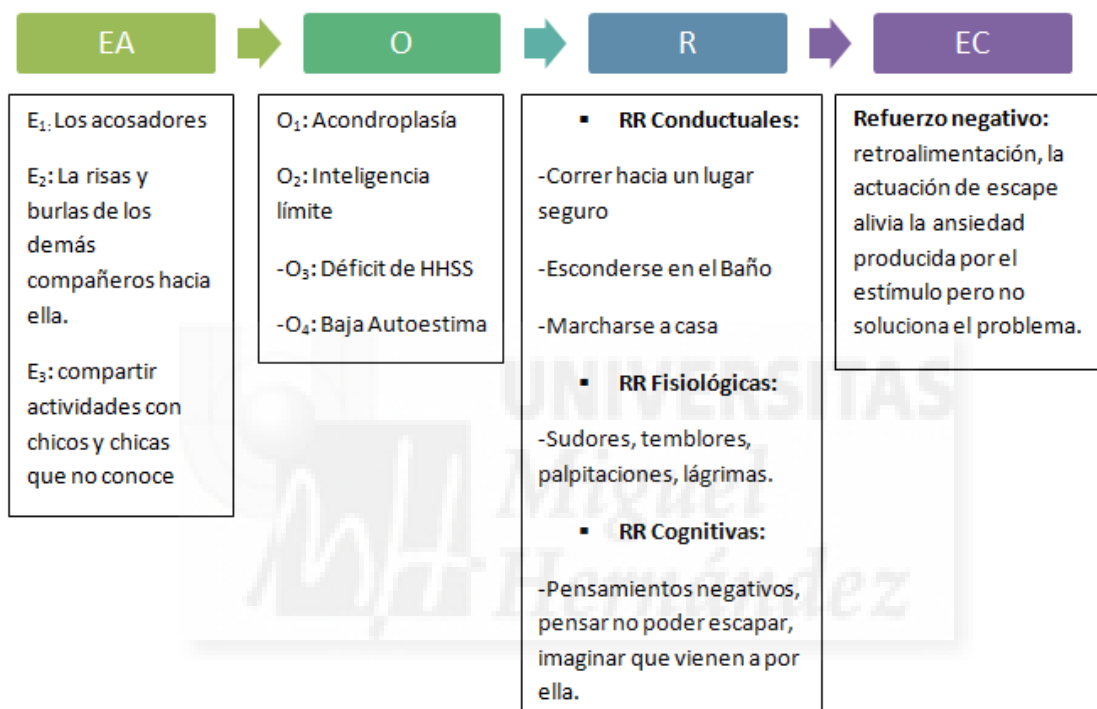 EA
O
R
EC
E₁: Los acosadores
E₂: La risas y
burlas de los
demás
compañeros hacia
ella.
E₃: compartir
actividades con
chicos y chicas
que no conoce
O₁: Acondroplasía
O₂: Inteligencia
límite
-O₃: Déficit de HHSS
-O₄: Baja Autoestima
▪ RR Conductuales:
-Correr hacia un lugar
seguro
-Esconderse en el Baño
-Marcharse a casa
▪ RR Fisiológicas:
-Sudores, temblores,
palpitaciones, lágrimas.
▪ RR Cognitivas:
-Pensamientos negativos,
pensar no poder escapar,
imaginar que vienen a por
ella.
Refuerzo negativo:
retroalimentación, la
actuación de escape
alivia la ansiedad
producida por el
estímulo pero no
soluciona el problema.
UNIVERSITAS
Miguel
Hernández